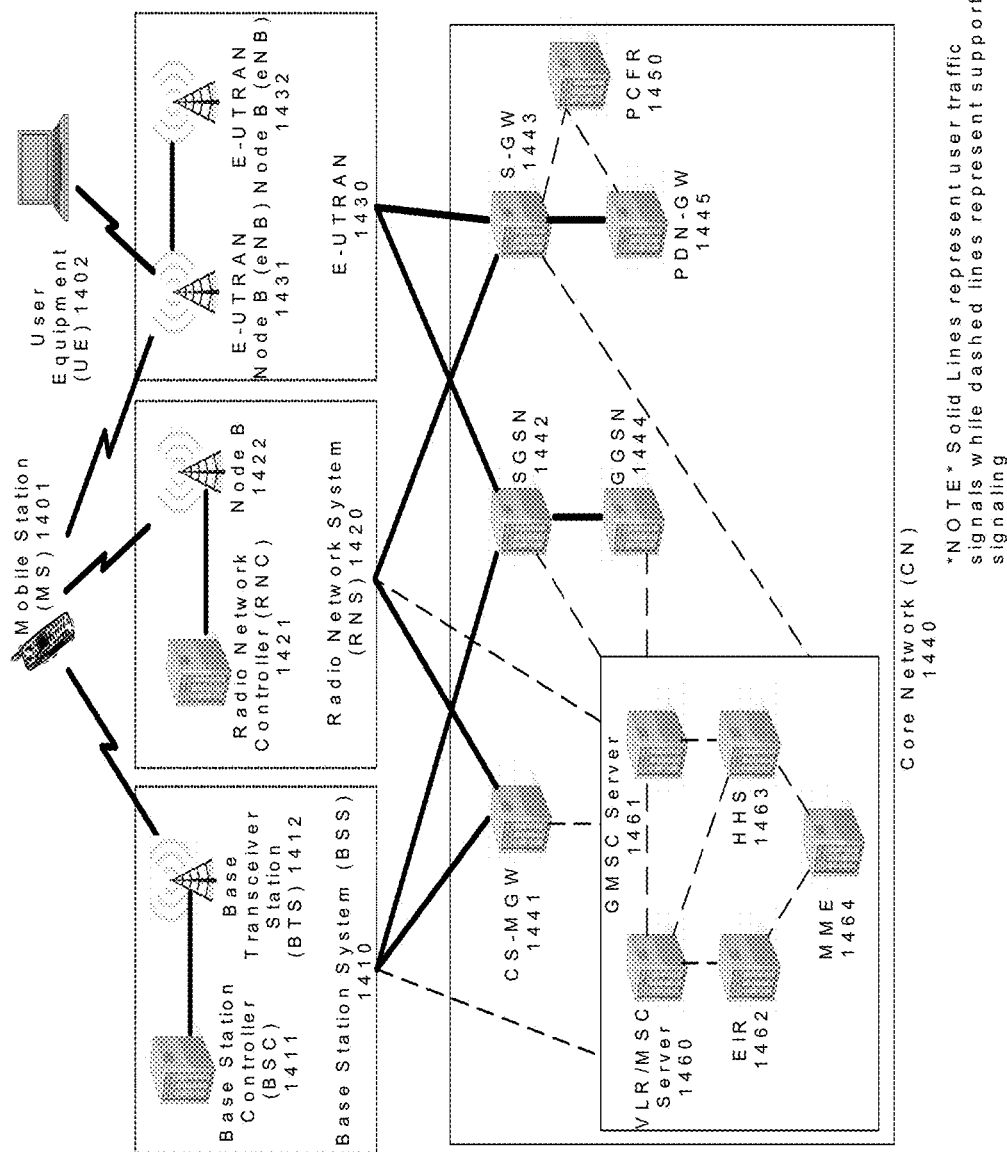 Mobile Station
(MS) 1401
User
Equipment
(UE) 1402
Base Station
Controller
(BSC)
1411
Base
Transceiver
Station
(BTS) 1412
Base Station System (BSS)
1410
Radio Network
Controller (RNC)
1421
Node B
1422
Radio Network System
(RNS) 1420
E-UTRAN
Node B (eNB)
1431
E-UTRAN
Node B (eNB)
1432
E-UTRAN
1430
CS-MGW
1441
SGSN
1442
S-GW
1443
GGSN
1444
PDN-GW
1445
PCFR
1450
VLR/MSC
Server
1460
GMSC Server
1461
EIR
1462
HHS
1463
MME
1464
Core Network (CN)
1440
*NOTE* Solid Lines represent user traffic
signals while dashed lines represent support
signaling